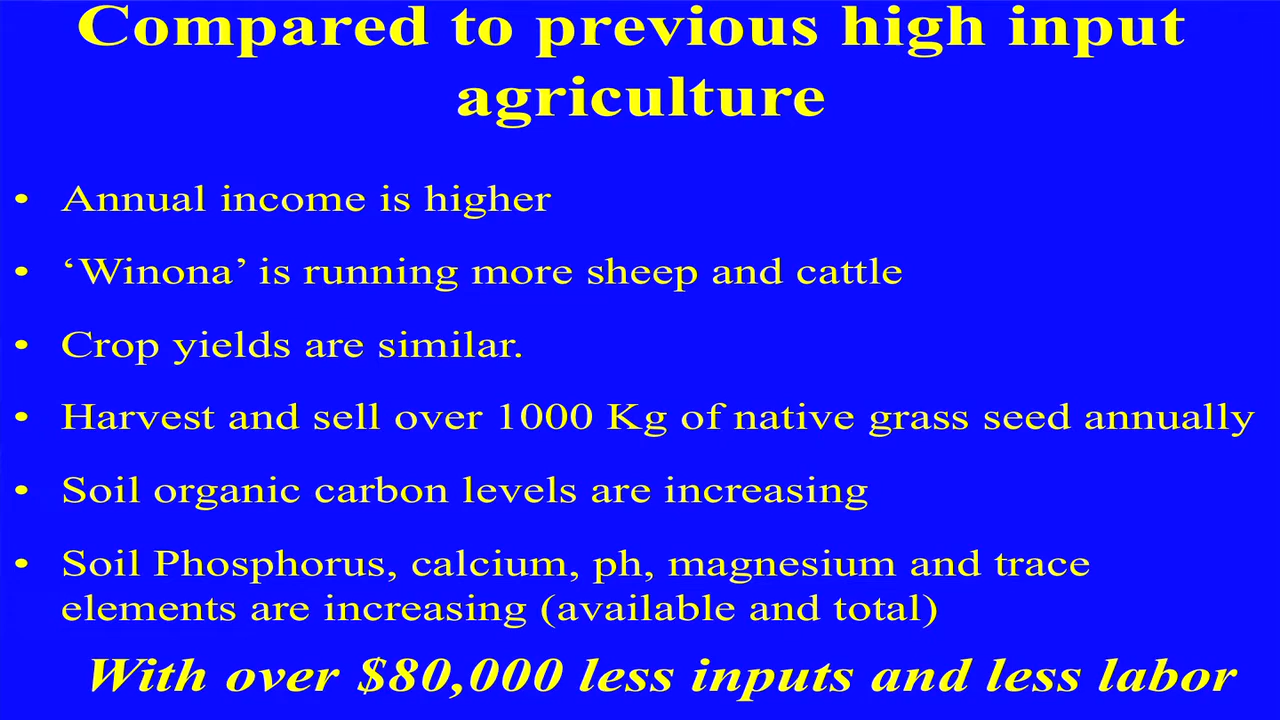 Compared to previous high input
agriculture
• Annual income is higher
• ‘Winona’ is running more sheep and cattle
• Crop yields are similar.
• Harvest and sell over 1000 Kg of native grass seed annually
• Soil organic carbon levels are increasing
• Soil Phosphorus, calcium, ph, magnesium and trace
elements are increasing (available and total)
With over $80,000 less inputs and less labor